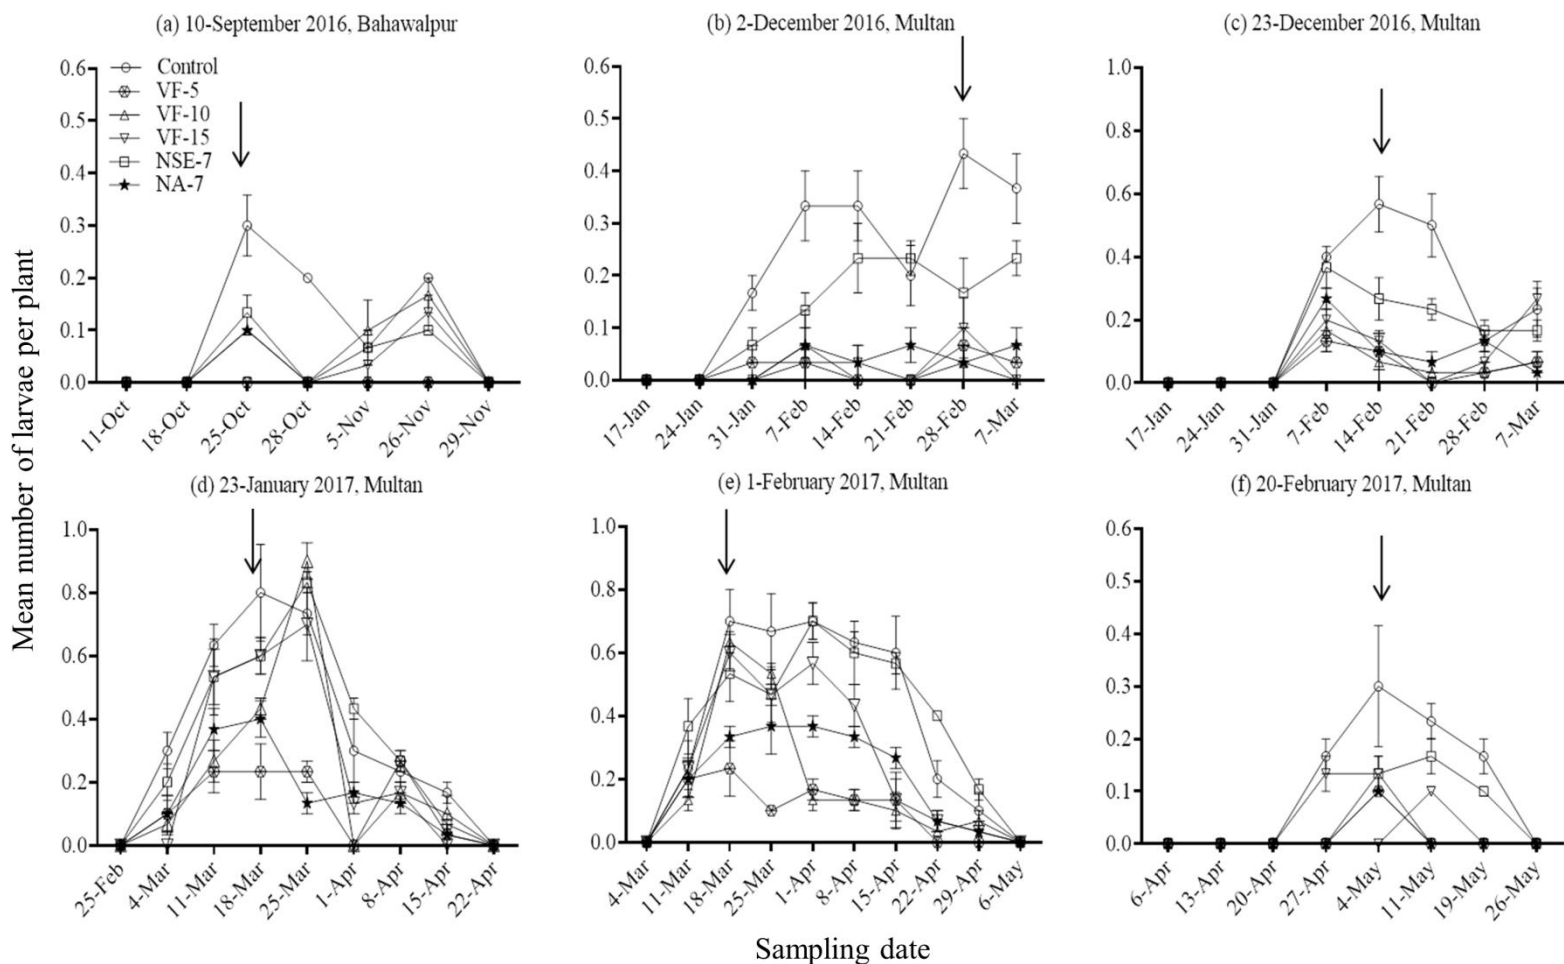 (a) 10-September 2016, Bahawalpur
(b) 2-December 2016, Multan
(c) 23-December 2016, Multan
0.6
0.5
0.4
0.3
0.2
0.1
0.0
Control
VF-5
VF-10
VF-15
NSE-7
NA-7
11-Oct
18-Oct
25-Oct
28-Oct
5-Nov
26-Nov
29-Nov
0.6
0.5
0.4
0.3
0.2
0.1
0.0
17-Jan
24-Jan
31-Jan
7-Feb
14-Feb
21-Feb
28-Feb
7-Mar
1.0
0.8
0.6
0.4
0.2
0.0
17-Jan
24-Jan
31-Jan
7-Feb
14-Feb
21-Feb
28-Feb
7-Mar
Mean number of larvae per plant
(d) 23-January 2017, Multan
(e) 1-February 2017, Multan
(f) 20-February 2017, Multan
1.0
0.8
0.6
0.4
0.2
0.0
25-Feb
4-Mar
11-Mar
18-Mar
25-Mar
1-Apr
8-Apr
15-Apr
22-Apr
1.0
0.8
0.6
0.4
0.2
0.0
4-Mar
11-Mar
18-Mar
25-Mar
1-Apr
8-Apr
15-Apr
22-Apr
29-Apr
6-May
0.6
0.5
0.4
0.3
0.2
0.1
0.0
6-Apr
13-Apr
20-Apr
27-Apr
4-May
11-May
19-May
26-May
Sampling date